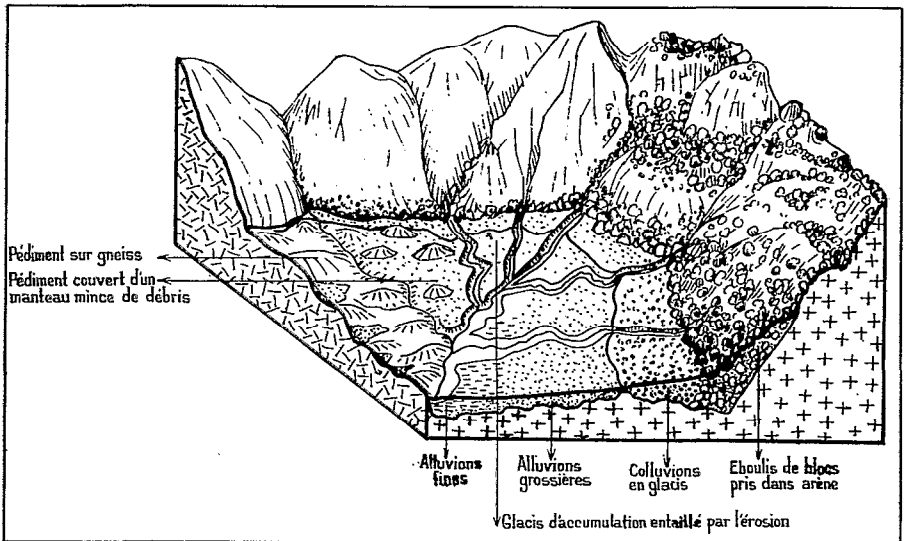 Pédiment sur gneiss
Pédiment couvert d'un
manteau mince de débris
Alluvions
fines
Alluvions
grossières
Colluvions
en glacis
Eboulis de blocs
pris dans arène
Glacis d'accumulation entaillé par l'érosion